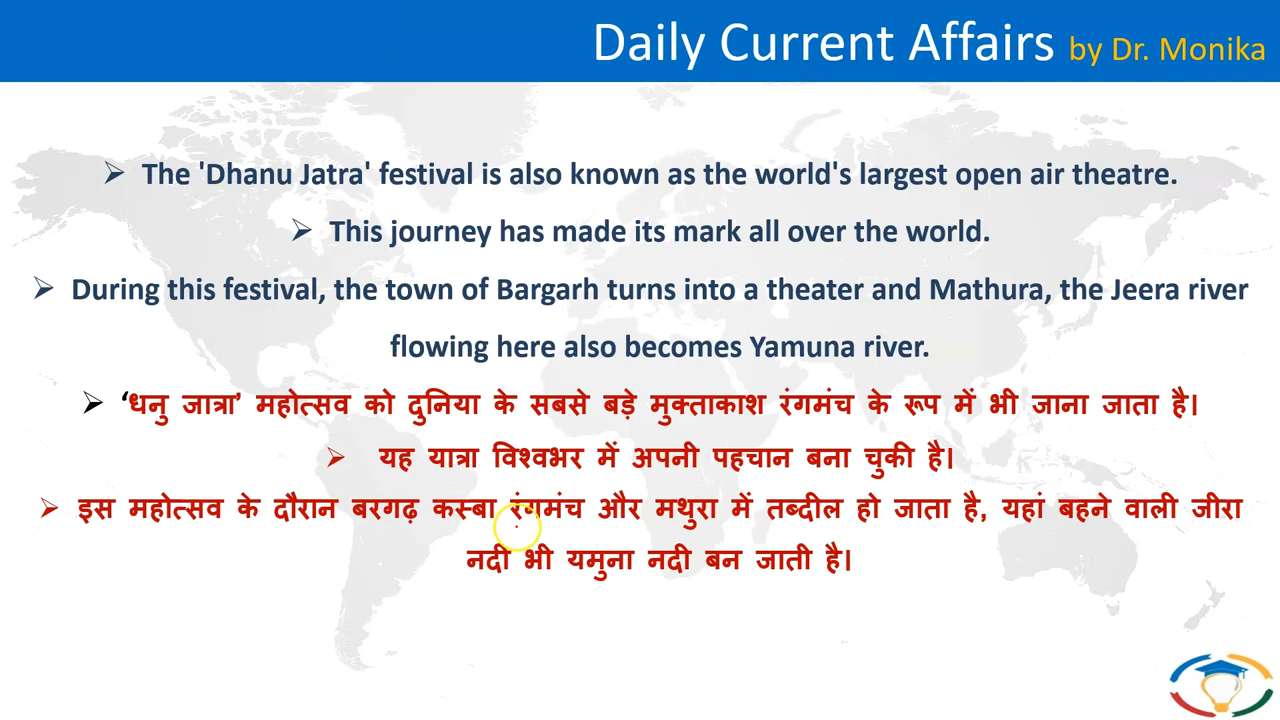 Daily Current Affairs by Dr. Monika
➢ The 'Dhanu Jatra' festival is also known as the world's largest open air theatre.
➢ This journey has made its mark all over the world.
➢ During this festival, the town of Bargarh turns into a theater and Mathura, the Jeera river
flowing here also becomes Yamuna river.
➢ ‘धनु जात्रा’ महोत्सव को दुनिया के सबसे बड़े मुक्ताकाश रंगमंच के रूप में भी जाना जाता है।
➢ यह यात्रा विश्वभर में अपनी पहचान बना चुकी है।
➢ इस महोत्सव के दौरान बरगढ़ कस्बा रंगमंच और मथुरा में तब्दील हो जाता है, यहां बहने वाली जीरा
नदी भी यमुना नदी बन जाती है।